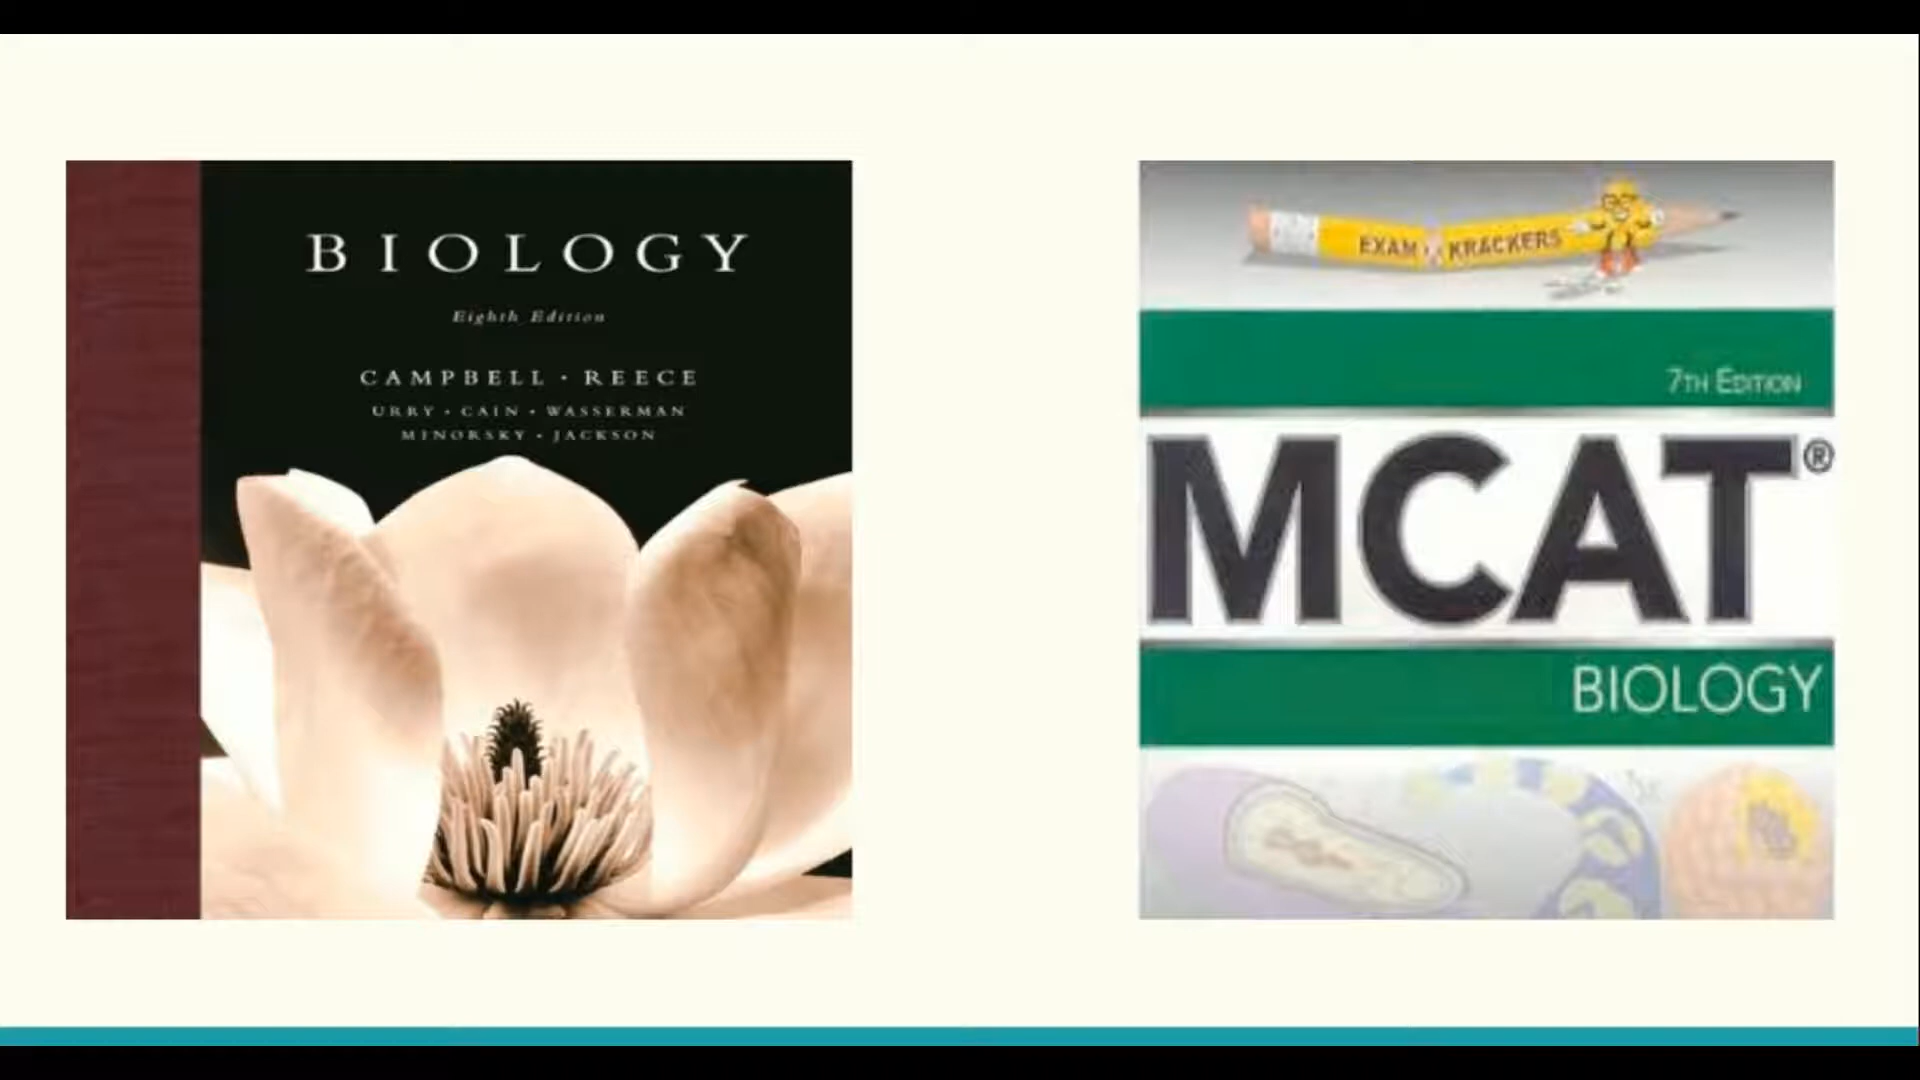 BIOLOGY
Eighth Edition
CAMPBELL • REECE
URRY • CAIN • WASSERMAN
MINORSKY • JACKSON
EXAM KRACKERS
7TH EDITION
MCAT®
BIOLOGY